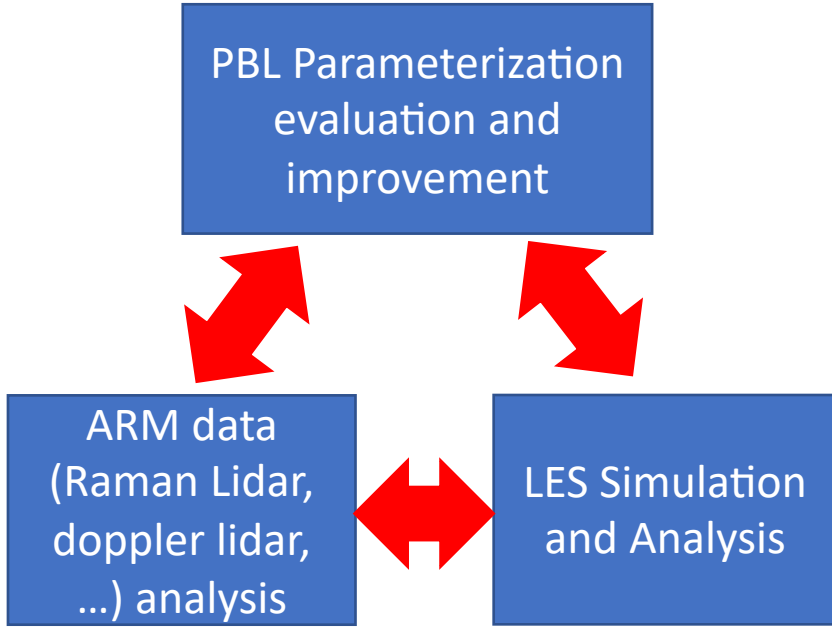 PBL Parameterization
evaluation and
improvement
ARM data
(Raman Lidar,
doppler lidar,
...) analysis
LES Simulation
and Analysis